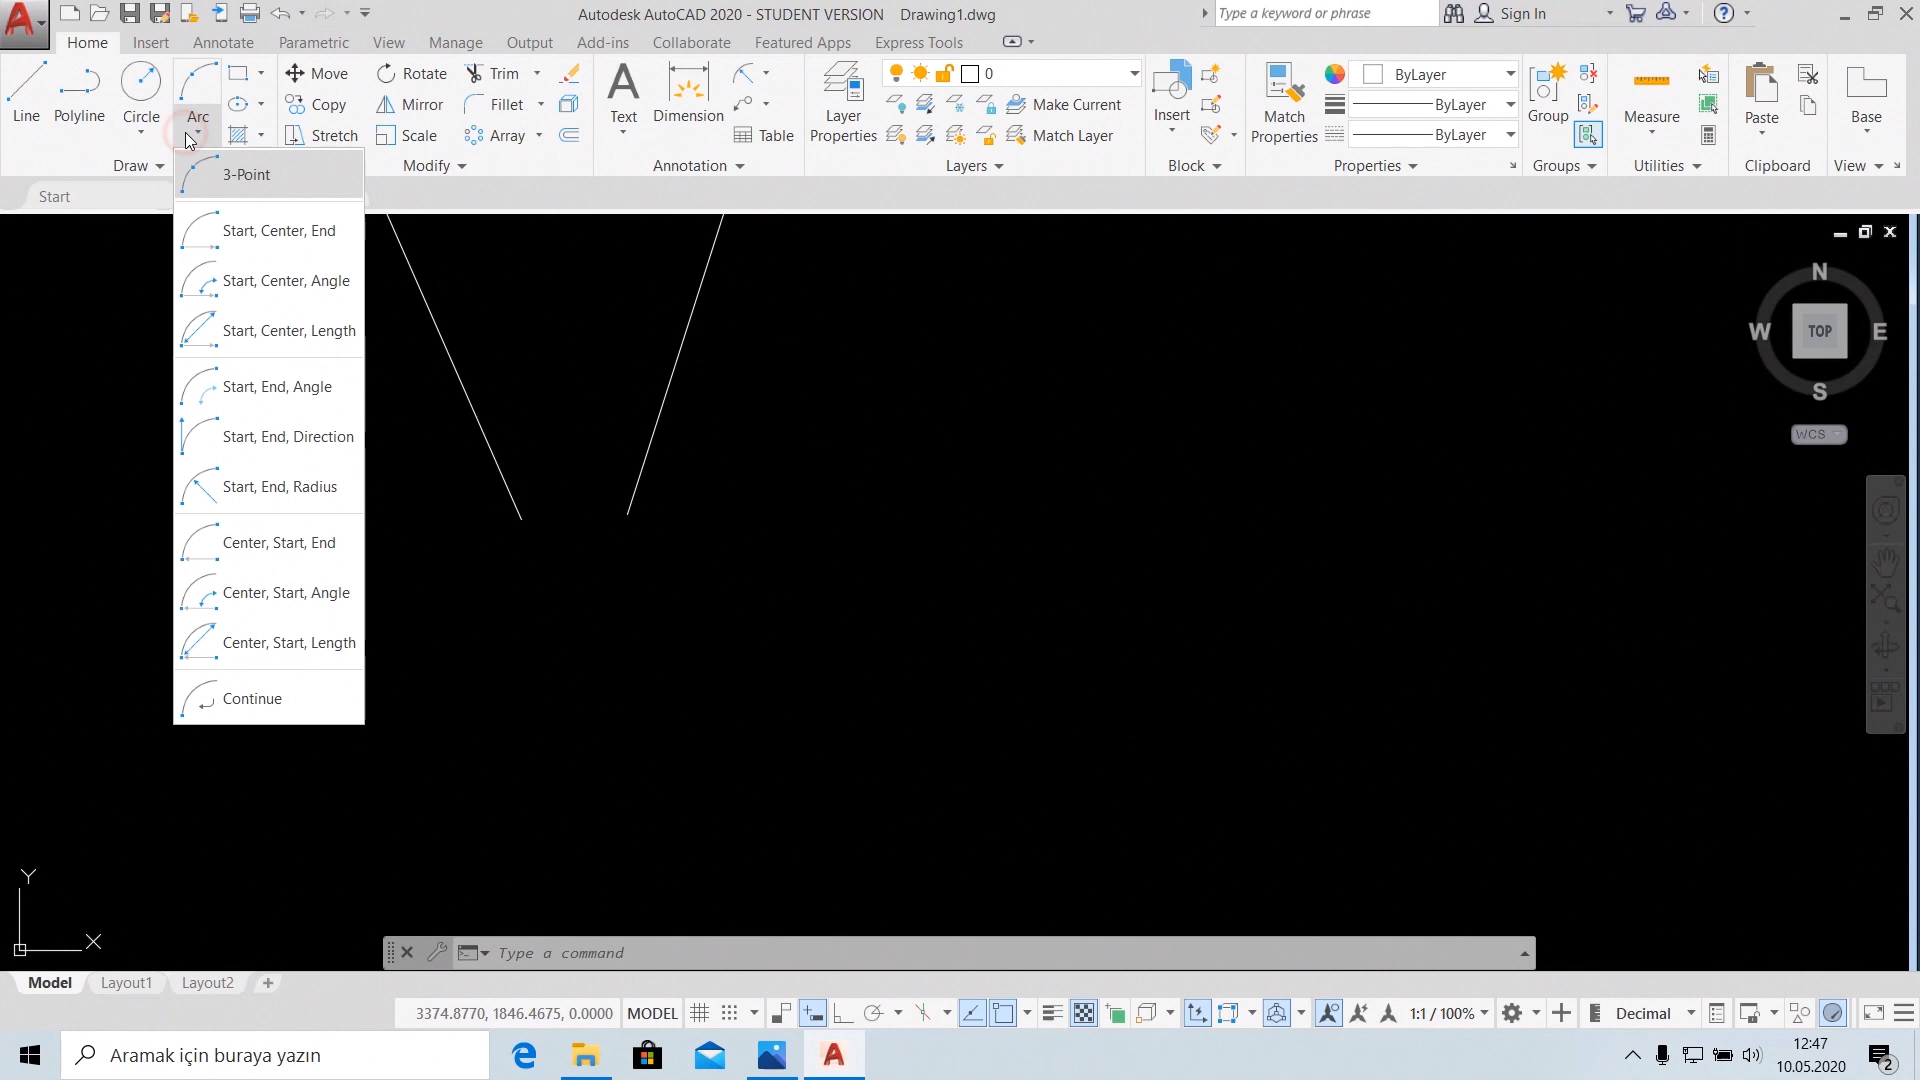 Autodesk AutoCAD 2020 - STUDENT VERSION Drawing1.dwg
Type a keyword or phrase
Sign In
Home Insert Annotate Parametric View Manage Output Add-ins Collaborate Featured Apps Express Tools
Line Polyline Circle Arc
Move Rotate Trim
Copy Mirror Fillet
Stretch Scale Array
Text Dimension Table
Layer
Properties
0
Make Current
Match Layer
Insert
Match
Properties
ByLayer
ByLayer
ByLayer
Group Measure Paste Base
Draw Modify Annotation Layers Block Properties Groups Utilities Clipboard View
Start
3-Point
Start, Center, End
Start, Center, Angle
Start, Center, Length
Start, End, Angle
Start, End, Direction
Start, End, Radius
Center, Start, End
Center, Start, Angle
Center, Start, Length
Continue
N
W TOP E
S
WCS
Y
X
Type a command
Model Layout1 Layout2
3374.8770, 1846.4675, 0.0000 MODEL 1:1 / 100% Decimal
Aramak için buraya yazın
12:47
10.05.2020
2